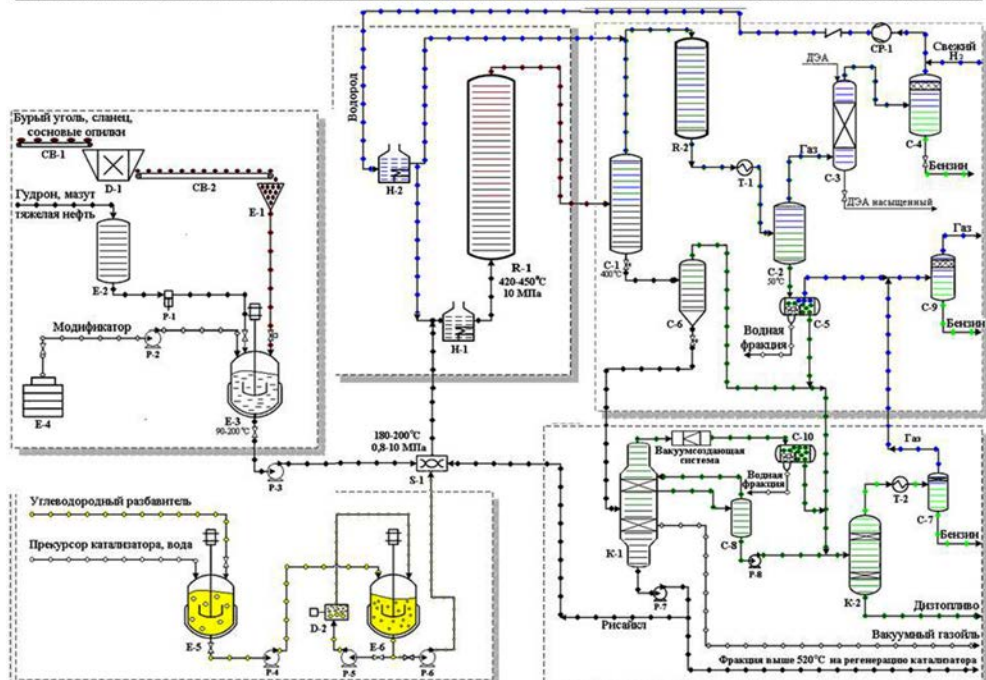 Бурый уголь, сланец,
сосновые опилки
СВ-1
D-1
СВ-2
Е-1
Гудрон, мазут
тяжелая нефть
Е-2
Р-1
Модификатор
Р-2
Е-4
Е-3
90-200°С
Р-3
Водород
Н-2
R-1
420-450°С
10 МПа
Н-1
180-200°С
0,8-10 МПа
S-1
СР-1
Свежий
Н2
ДЭА
R-2
Т-1
Газ
С-3
С-4
Бензин
ДЭА насыщенный
С-1
400°С
С-2
50°С
С-5
С-6
Водная
фракция
Газ
С-9
Бензин
Углеводородный разбавитель
Прекурсор катализатора, вода
Е-5
Р-4
D-2
Р-5
Е-6
Р-6
Вакуумсоздающая
система
С-10
Водная
фракция
К-1
С-8
Р-8
Р-7
Газ
Т-2
С-7
Бензин
К-2
Дизтопливо
Рисайкл
Вакуумный газойль
Фракция выше 520°С на регенерацию катализатора